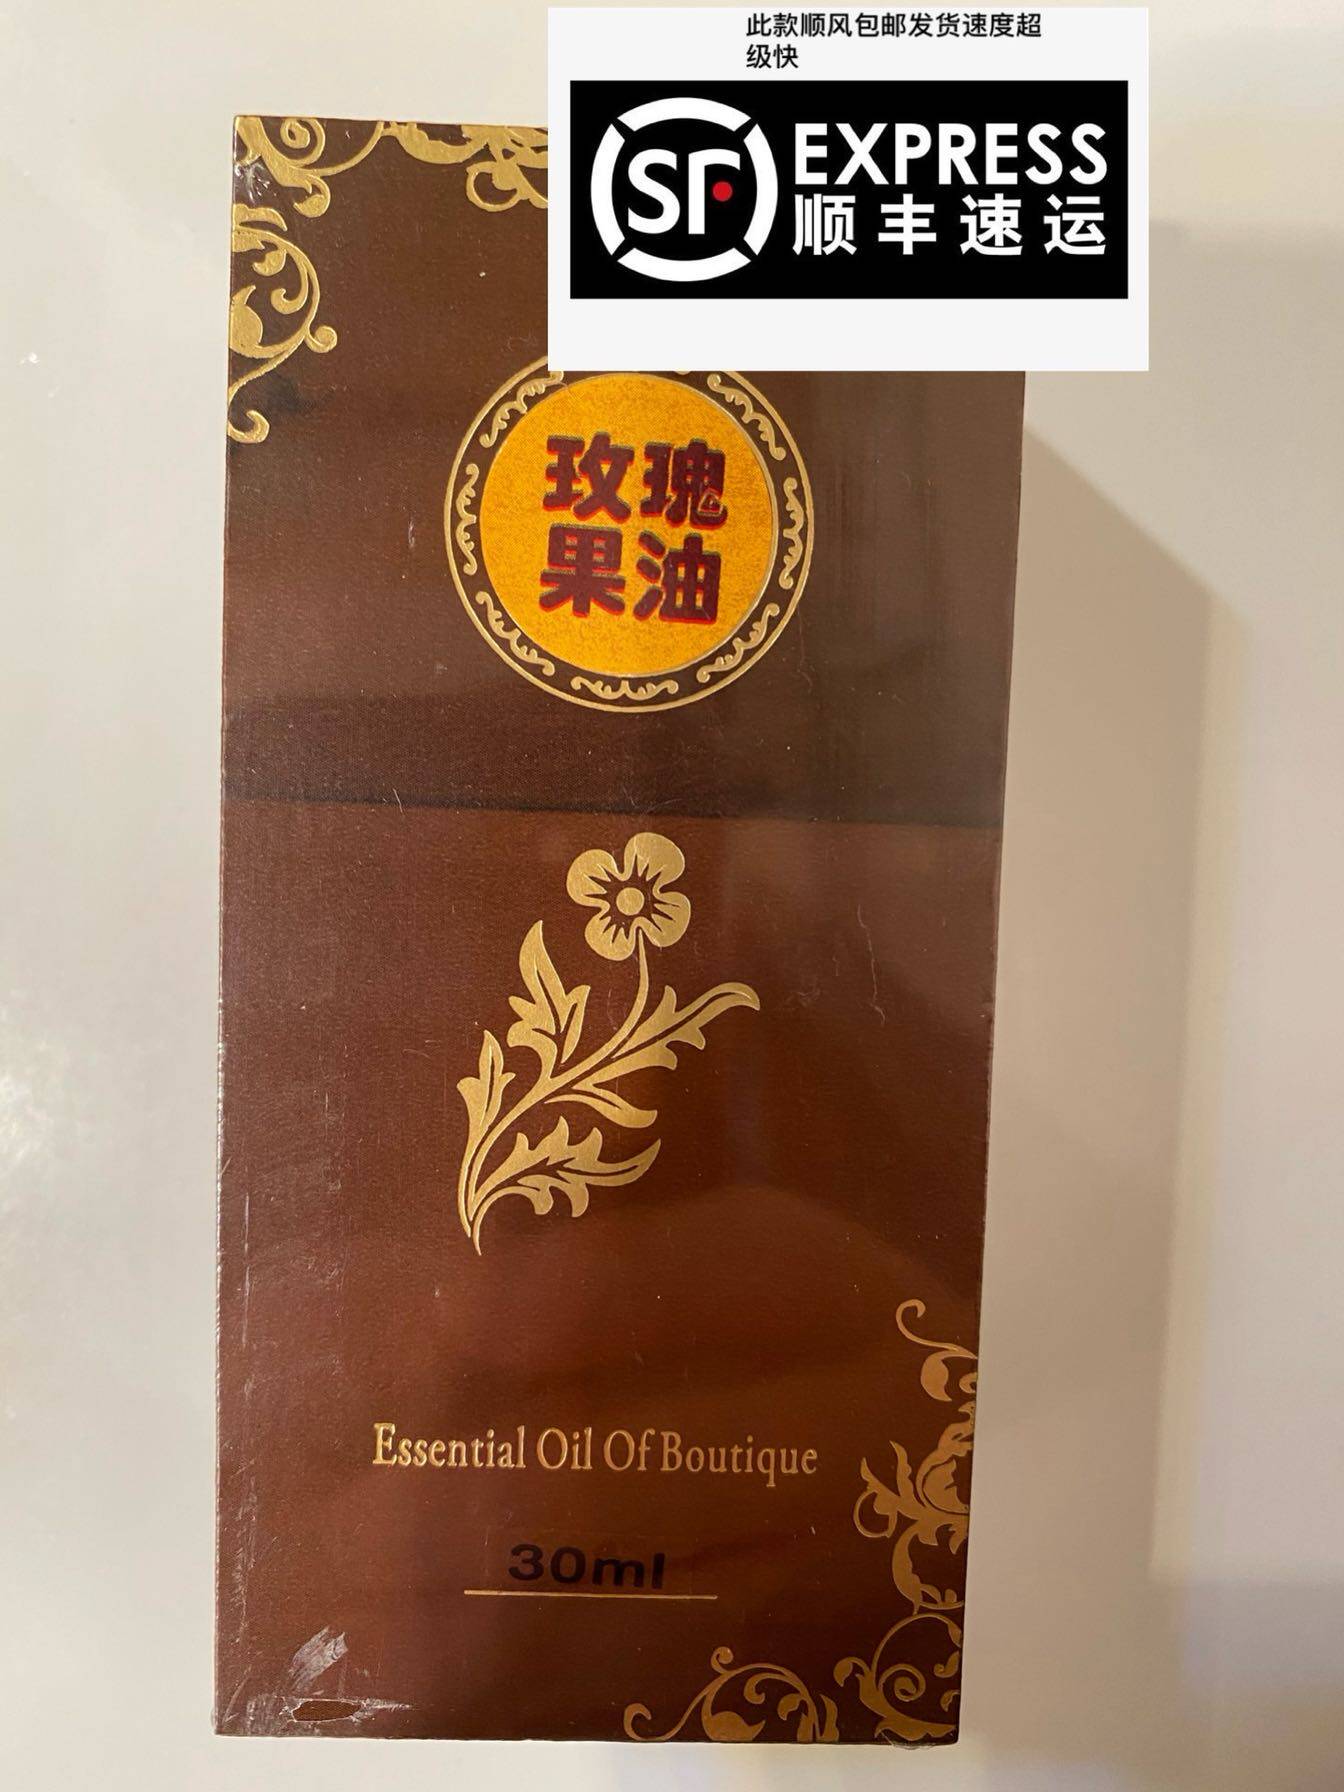 此款顺风包邮发货速度超
级快
SF EXPRESS
顺丰速运
玫瑰
果油
Essential Oil Of Boutique
30ml